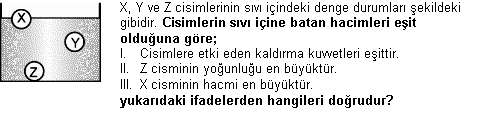 X
Y
Z
X, Y ve Z cisimlerinin sıvı içindeki denge durumları şekildeki
gibidir. Cisimlerin sıvı içine batan hacimleri eşit
olduğuna göre;
I. Cisimlere etki eden kaldırma kuvvetleri eşittir.
II. Z cisminin yoğunluğu en büyüktür.
III. X cisminin hacmi en büyüktür.
yukarıdaki ifadelerden hangileri doğrudur?